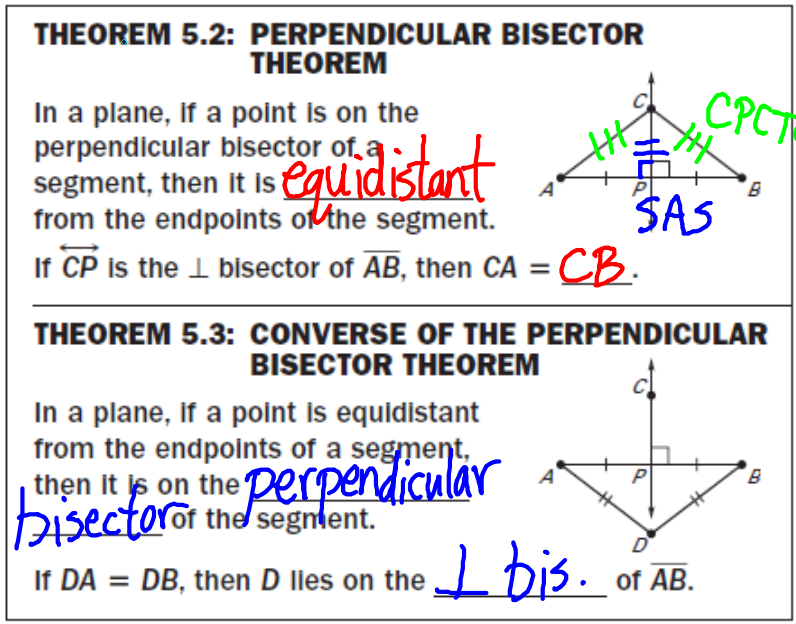 THEOREM 5.2: PERPENDICULAR BISECTOR
THEOREM
In a plane, if a point is on the
perpendicular bisector of a
segment, then it is equidistant
from the endpoints of the segment.
If CP is the ⊥ bisector of AB, then CA = CB.
C
CPCT
A
P
B
SAS
THEOREM 5.3: CONVERSE OF THE PERPENDICULAR
BISECTOR THEOREM
In a plane, if a point is equidistant
from the endpoints of a segment,
then it is on the perpendicular
bisector of the segment.
If DA = DB, then D lies on the ⊥ bis. of AB.
C
A
P
B
D